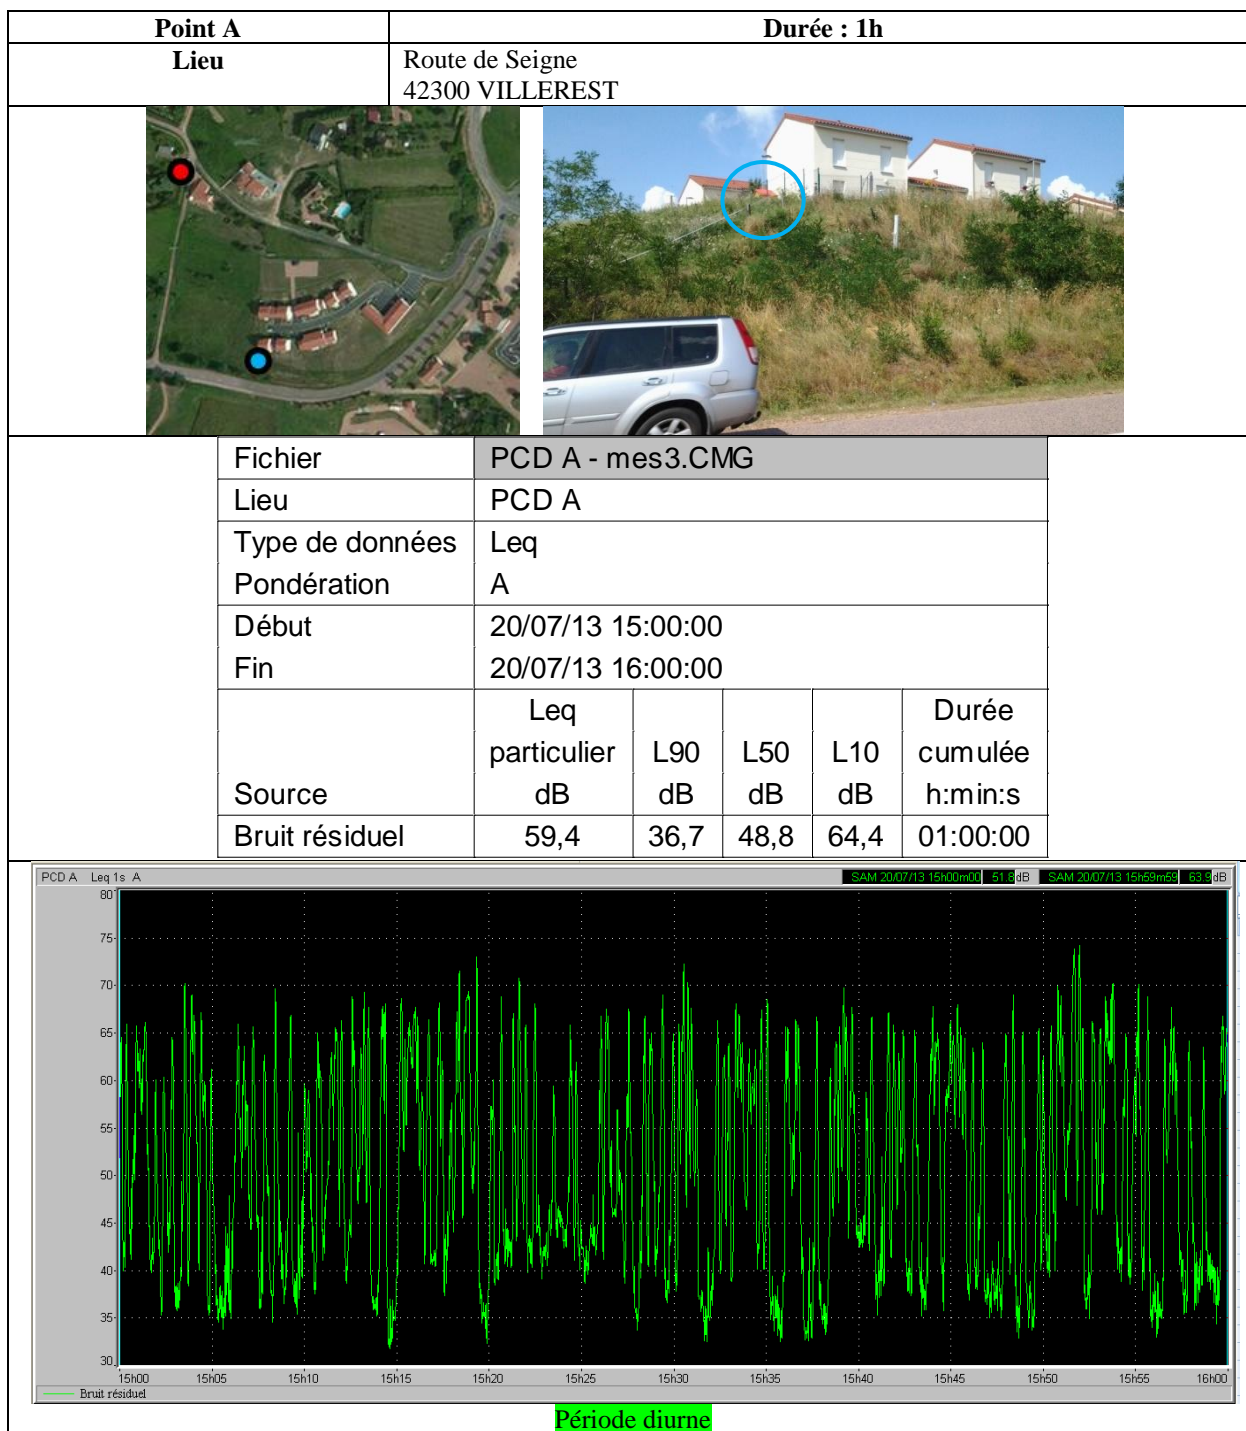 Point A Durée : 1h
Lieu Route de Seigne
42300 VILLEREST
Fichier PCD A - mes3.CMG
Lieu PCD A
Type de données Leq
Pondération A
Début 20/07/13 15:00:00
Fin 20/07/13 16:00:00
Leq Durée
particulier L90 L50 L10 cumulée
Source dB dB dB dB h:min:s
Bruit résiduel 59,4 36,7 48,8 64,4 01:00:00
PCD A Leq 1s A SAM 20/07/13 15h00m00 51.8 dB SAM 20/07/13 15h59m59 63.9 dB
80
75
70
65
60
55
50
45
40
35
30
15h00 15h05 15h10 15h15 15h20 15h25 15h30 15h35 15h40 15h45 15h50 15h55 16h00
Bruit résiduel
Période diurne